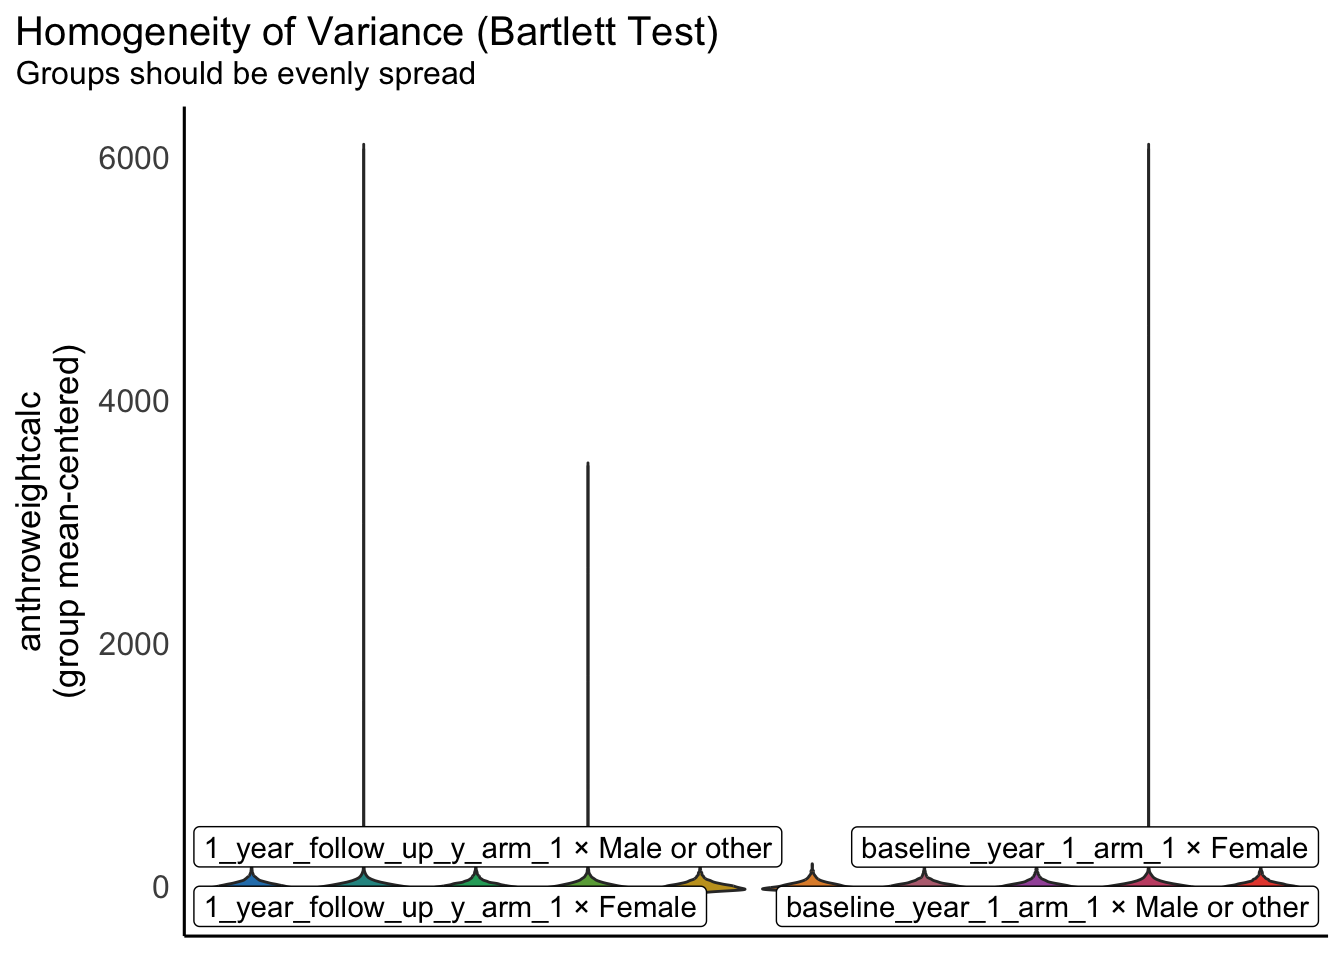 Homogeneity of Variance (Bartlett Test)
Groups should be evenly spread
6000
4000
2000
0
anthroweightcalc
(group mean-centered)
1_year_follow_up_y_arm_1 × Male or other
baseline_year_1_arm_1 × Female
1_year_follow_up_y_arm_1 × Female
baseline_year_1_arm_1 × Male or other